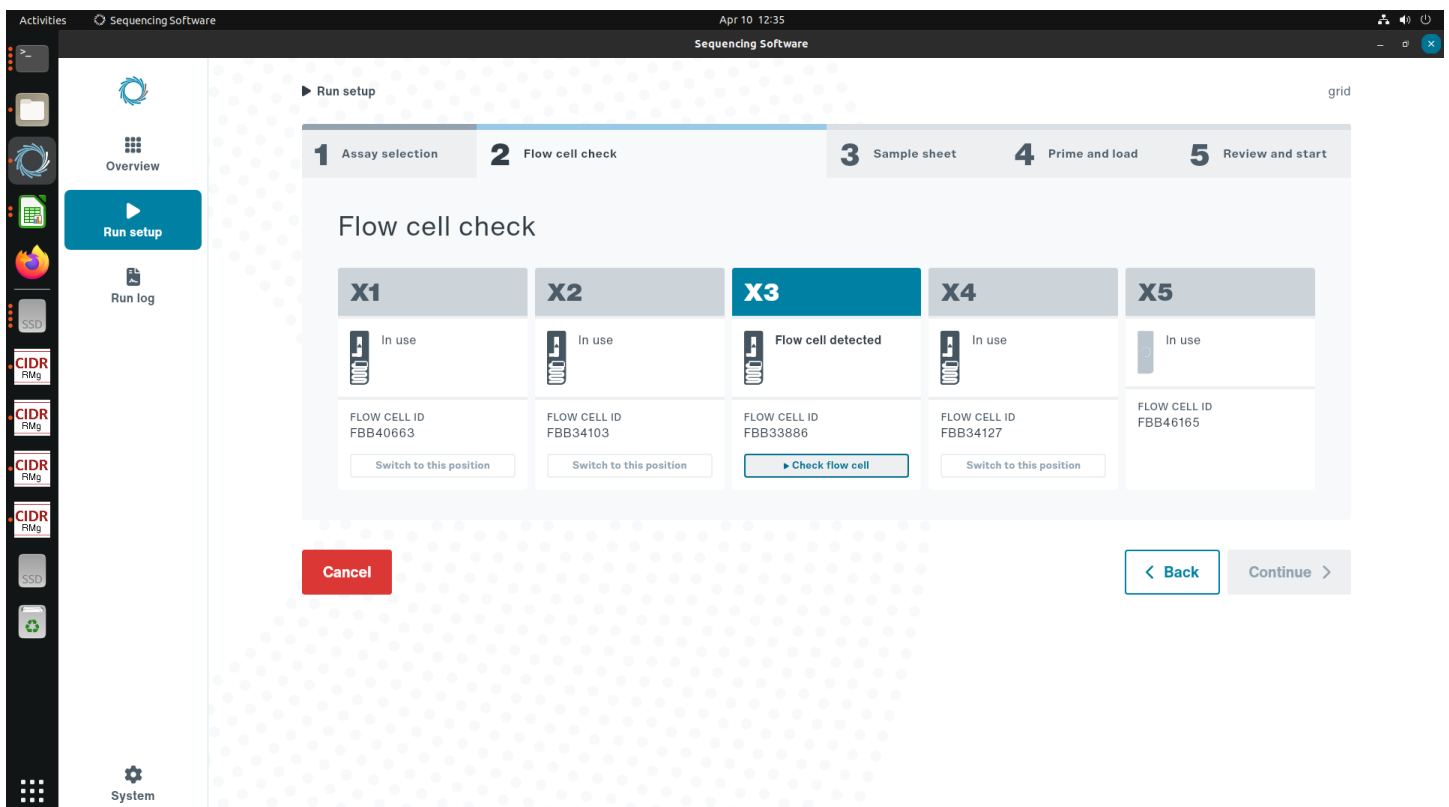 Activities
Sequencing Software
Apr 10 12:35
Sequencing Software
Run setup
grid
Overview
Run setup
Run log
System
1 Assay selection
2 Flow cell check
3 Sample sheet
4 Prime and load
5 Review and start
Flow cell check
X1
In use
FLOW CELL ID
FBB40663
Switch to this position
X2
In use
FLOW CELL ID
FBB34103
Switch to this position
X3
Flow cell detected
FLOW CELL ID
FBB33886
Check flow cell
X4
In use
FLOW CELL ID
FBB34127
Switch to this position
X5
In use
FLOW CELL ID
FBB46165
Cancel
Back
Continue
SSD
CIDR
RMg
CIDR
RMg
CIDR
RMg
CIDR
RMg
SSD